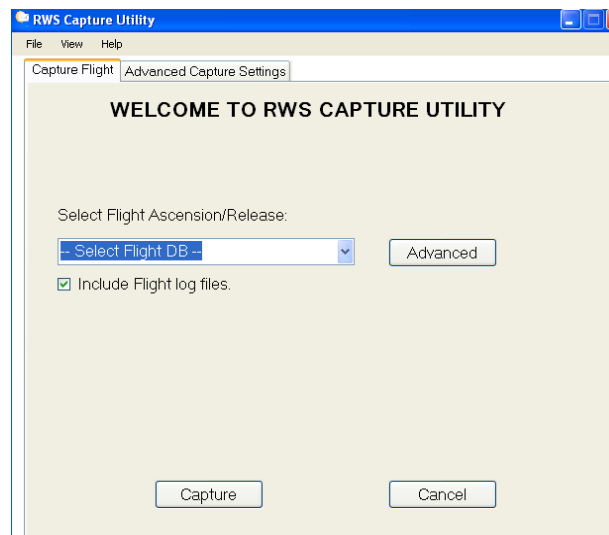 RWS Capture Utility
File View Help
Capture Flight Advanced Capture Settings
WELCOME TO RWS CAPTURE UTILITY
Select Flight Ascension/Release:
-- Select Flight DB -- Advanced
Include Flight log files.
Capture Cancel